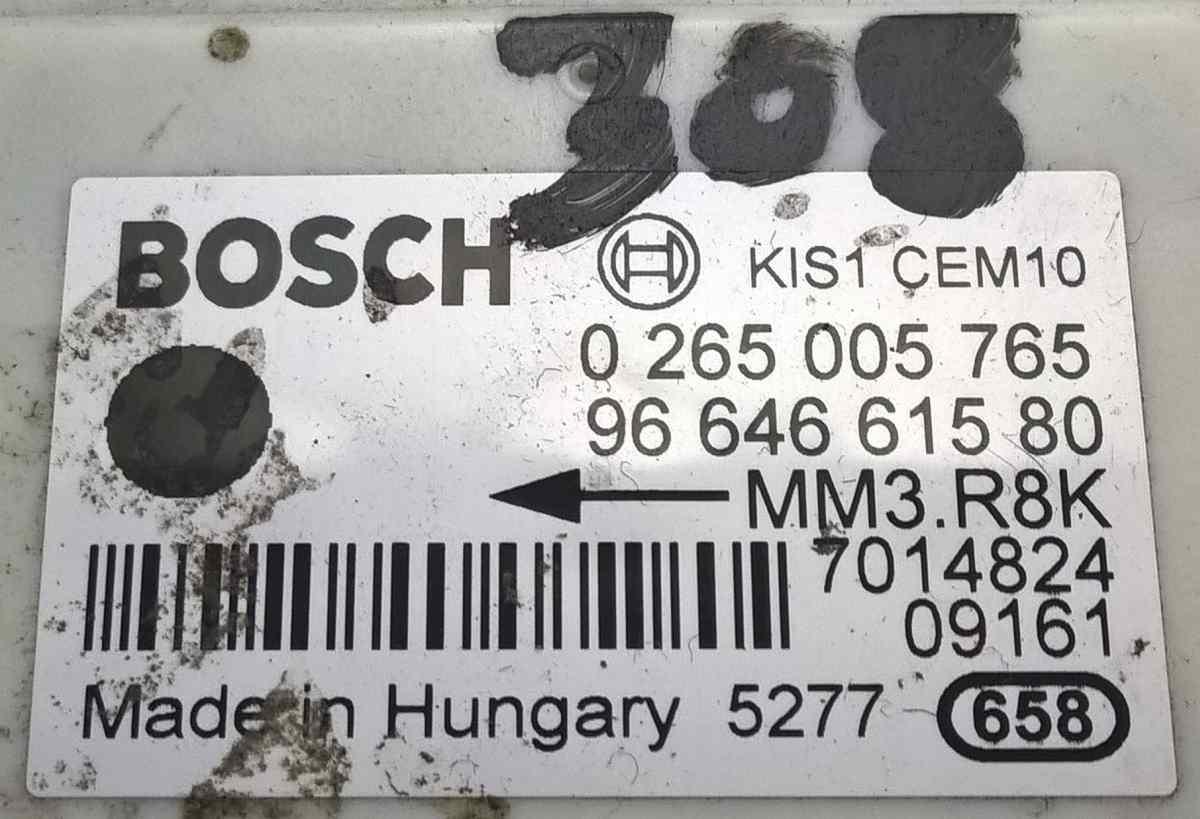 308
BOSCH KIS1 CEM10
0 265 005 765
96 646 615 80
MM3.R8K
7014824
09161
Made in Hungary 5277 658